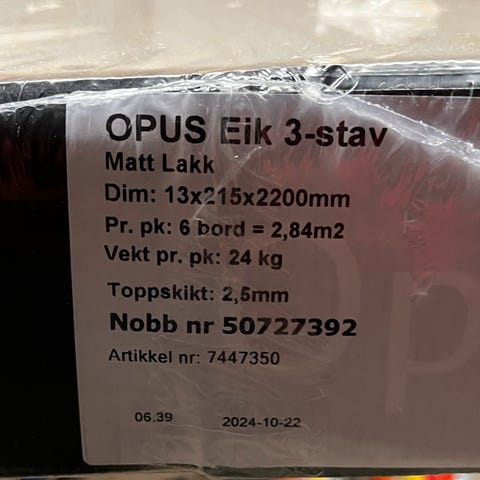 OPUS Eik 3-stav
Matt Lakk
Dim: 13x215x2200mm
Pr. pk: 6 bord = 2,84m2
Vekt pr. pk: 24 kg
Toppskikt: 2,5mm
Nobb nr 50727392
Artikkel nr: 7447350
06.39 2024-10-22
Op